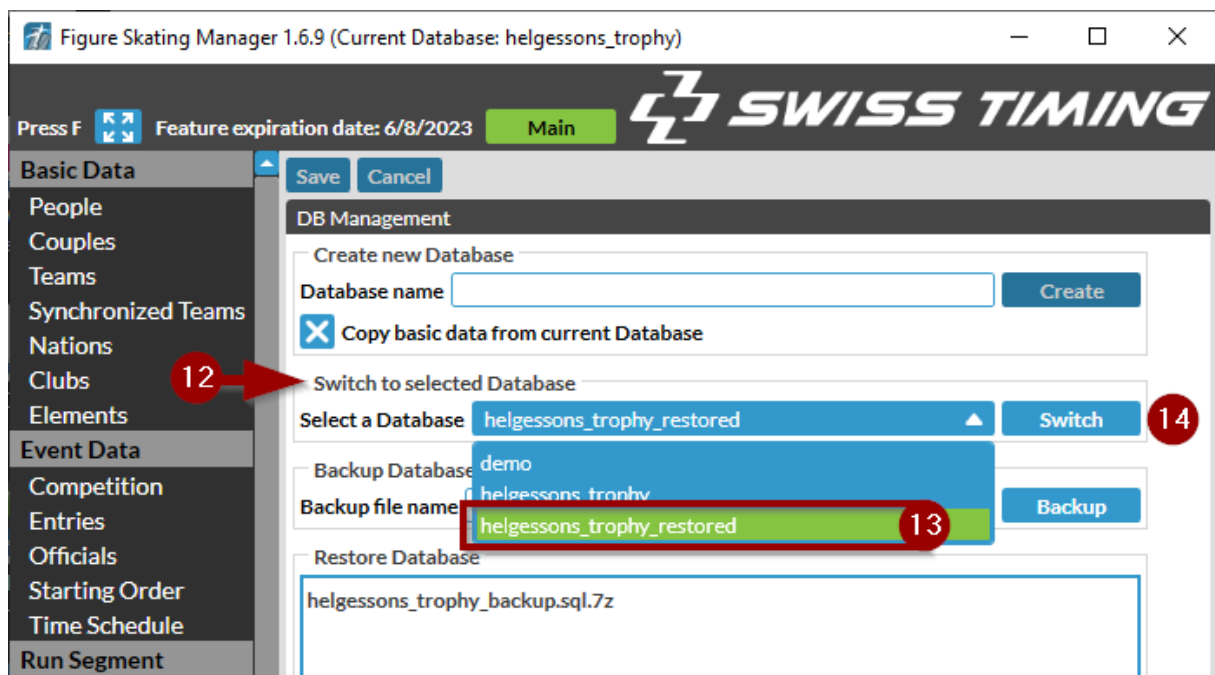 Figure Skating Manager 1.6.9 (Current Database: helgessons_trophy)
SWISS TIMING
Press F Feature expiration date: 6/8/2023 Main
Basic Data
People
Couples
Teams
Synchronized Teams
Nations
Clubs
Elements
Event Data
Competition
Entries
Officials
Starting Order
Time Schedule
Run Segment
Save Cancel
DB Management
Create new Database
Database name Create
Copy basic data from current Database
12
Switch to selected Database
Select a Database helgessons_trophy_restored Switch 14
demo
helgessons_trophy
helgessons_trophy_restored 13
Backup Database
Backup file name Backup
Restore Database
helgessons_trophy_backup.sql.7z